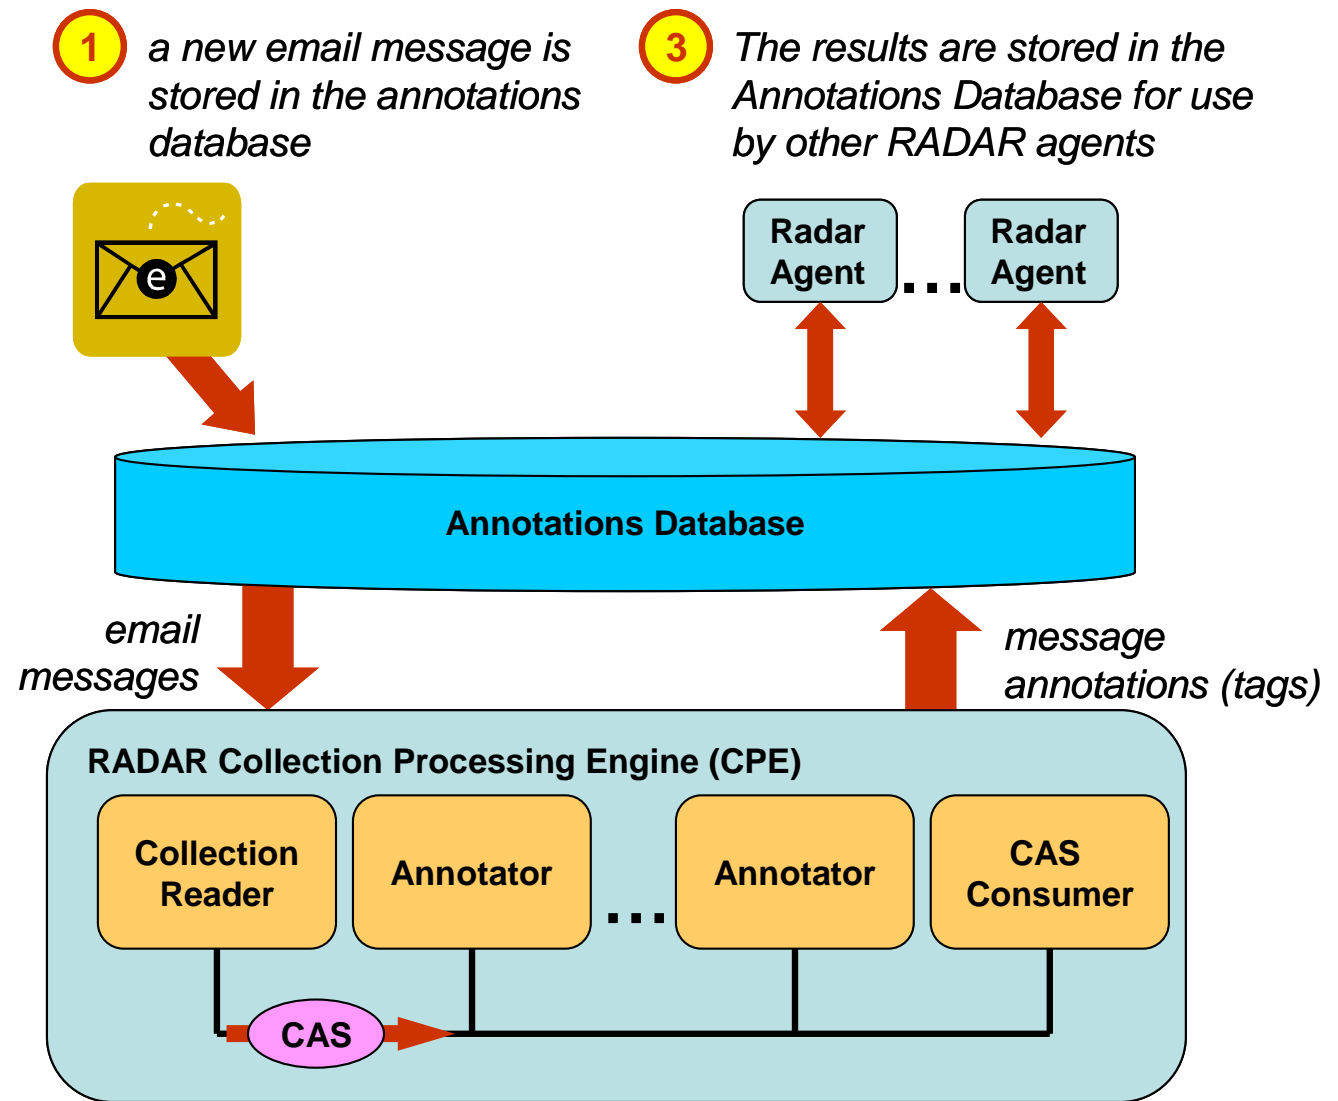 1
a new email message is
stored in the annotations
database
3
The results are stored in the
Annotations Database for use
by other RADAR agents
e
Radar
Agent
...
Radar
Agent
Annotations Database
email
messages
message
annotations (tags)
RADAR Collection Processing Engine (CPE)
Collection
Reader
Annotator
...
Annotator
CAS
Consumer
CAS